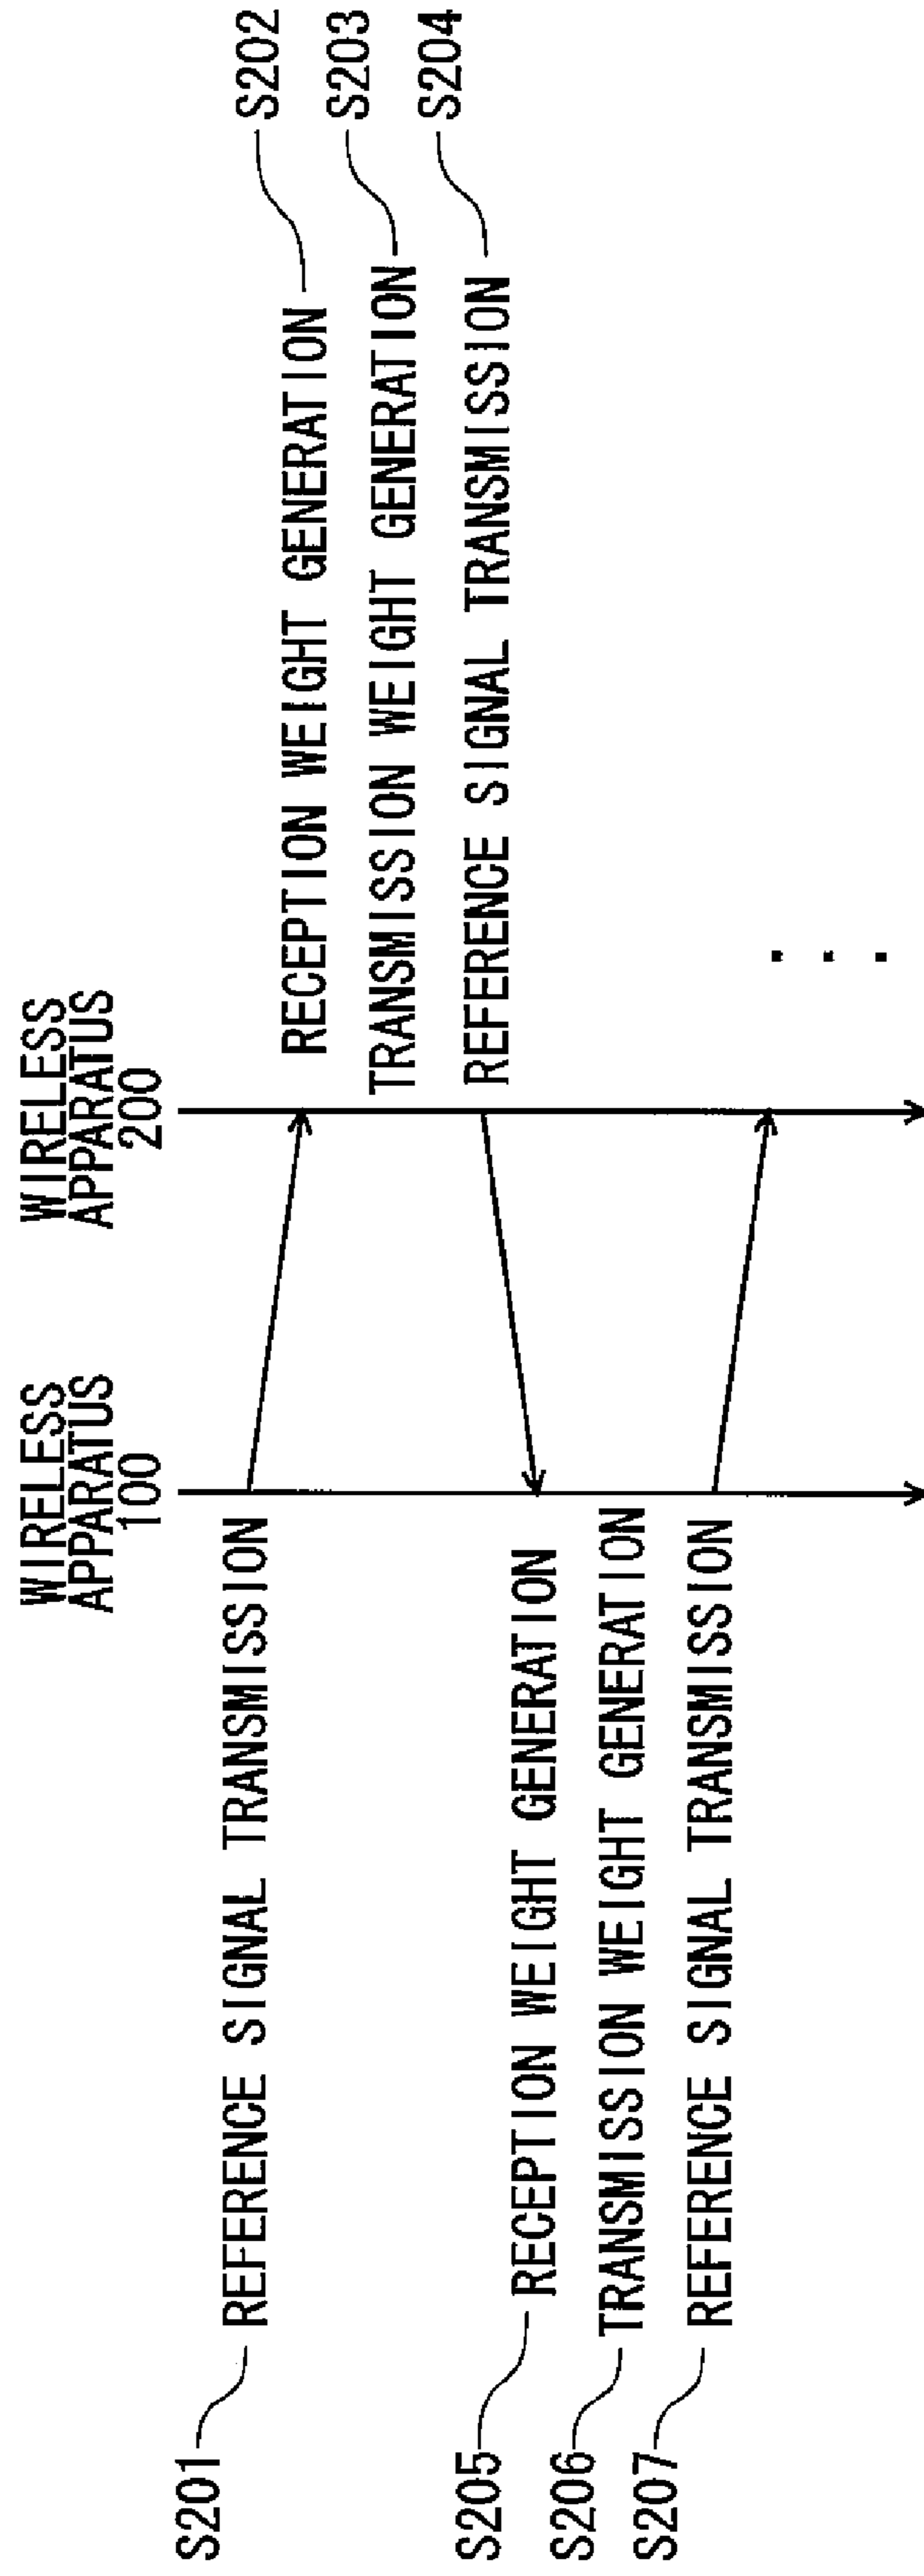 WIRELESS
APPARATUS
100
WIRELESS
APPARATUS
200
S201
REFERENCE SIGNAL TRANSMISSION
RECEPTION WEIGHT GENERATION
S202
TRANSMISSION WEIGHT GENERATION
S203
REFERENCE SIGNAL TRANSMISSION
S204
S205
RECEPTION WEIGHT GENERATION
S206
TRANSMISSION WEIGHT GENERATION
S207
REFERENCE SIGNAL TRANSMISSION
. . .